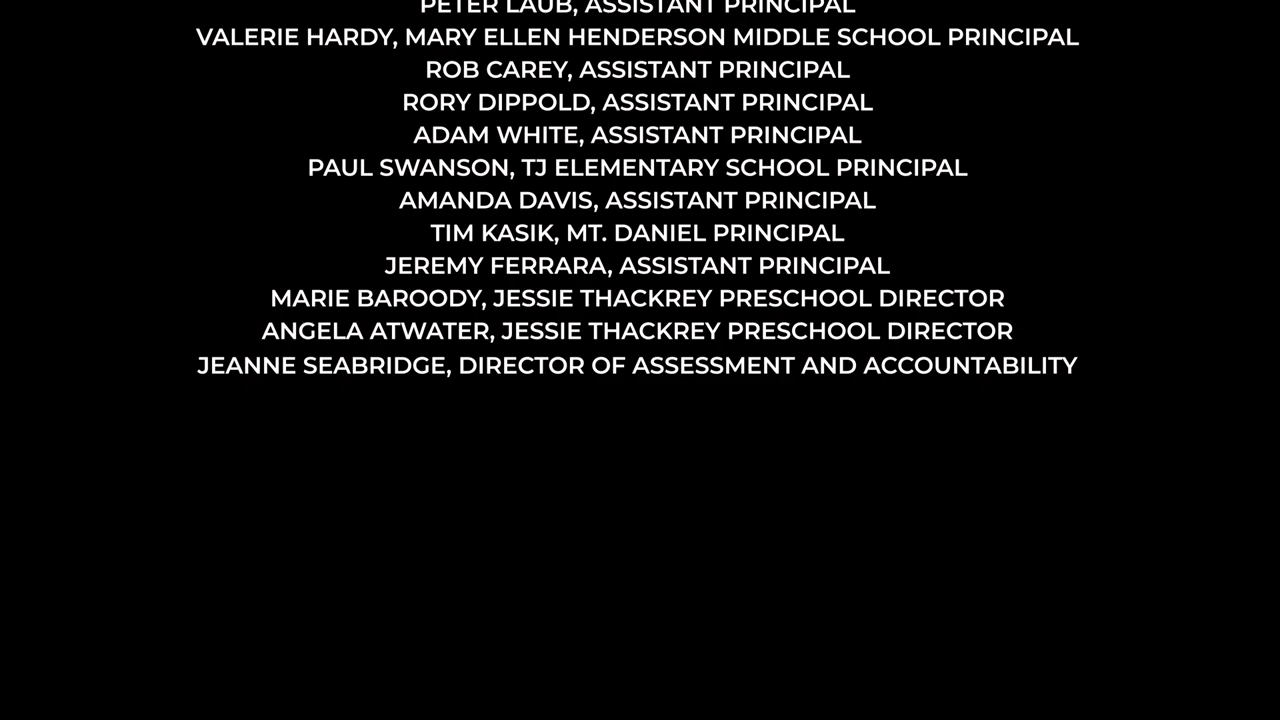 PETER LAUB, ASSISTANT PRINCIPAL
VALERIE HARDY, MARY ELLEN HENDERSON MIDDLE SCHOOL PRINCIPAL
ROB CAREY, ASSISTANT PRINCIPAL
RORY DIPPOLD, ASSISTANT PRINCIPAL
ADAM WHITE, ASSISTANT PRINCIPAL
PAUL SWANSON, TJ ELEMENTARY SCHOOL PRINCIPAL
AMANDA DAVIS, ASSISTANT PRINCIPAL
TIM KASIK, MT. DANIEL PRINCIPAL
JEREMY FERRARA, ASSISTANT PRINCIPAL
MARIE BAROODY, JESSIE THACKREY PRESCHOOL DIRECTOR
ANGELA ATWATER, JESSIE THACKREY PRESCHOOL DIRECTOR
JEANNE SEABRIDGE, DIRECTOR OF ASSESSMENT AND ACCOUNTABILITY